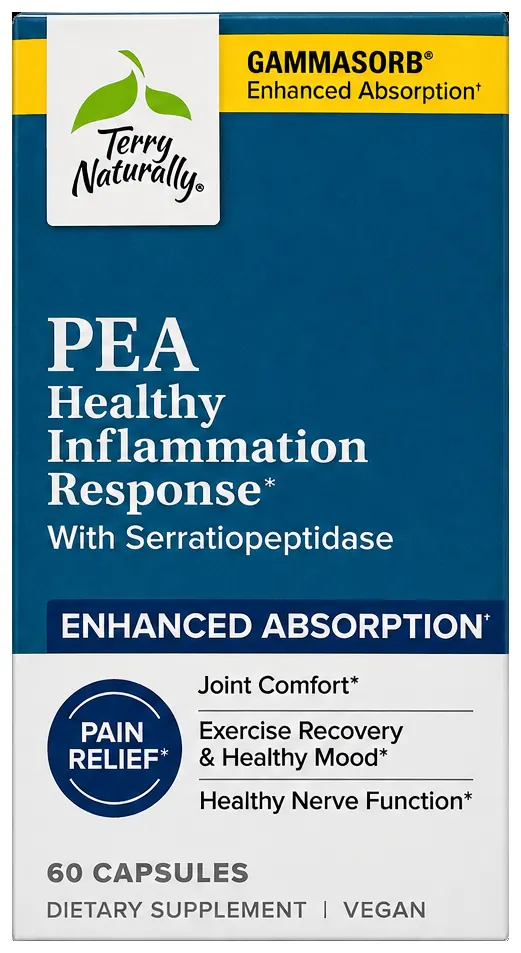 GAMMASORB®
Enhanced Absorption†
Terry
Naturally®
PEA
Healthy
Inflammation
Response*
With Serratiopeptidase
ENHANCED ABSORPTION†
PAIN
RELIEF*
Joint Comfort*
Exercise Recovery
& Healthy Mood*
Healthy Nerve Function*
60 CAPSULES
DIETARY SUPPLEMENT | VEGAN